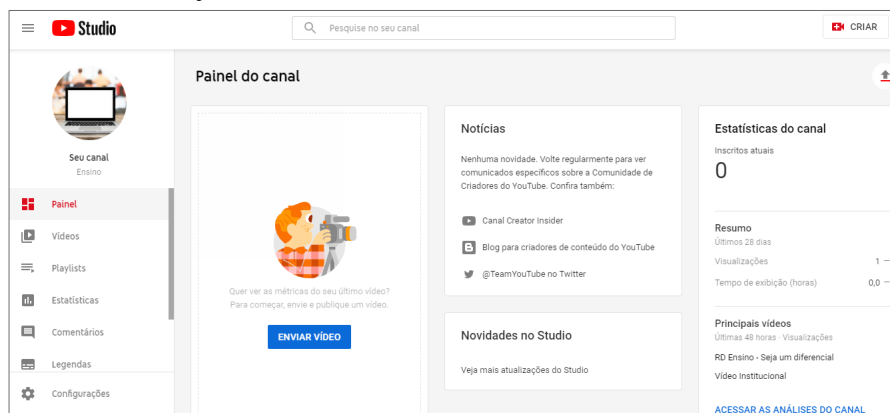 Studio
Pesquise no seu canal
CRIAR
Seu canal
Ensino
Painel
Vídeos
Playlists
Estatísticas
Comentários
Legendas
Configurações
Painel do canal
Quer ver as métricas do seu último vídeo?
Para começar, envie e publique um vídeo.
ENVIAR VÍDEO
Notícias
Nenhuma novidade. Volte regularmente para ver
comunicados específicos sobre a Comunidade de
Criadores do YouTube. Confira também:
Canal Creator Insider
Blog para criadores de conteúdo do YouTube
@TeamYouTube no Twitter
Novidades no Studio
Veja mais atualizações do Studio
Estatísticas do canal
Inscritos atuais
0
Resumo
Últimos 28 dias
Visualizações 1 —
Tempo de exibição (horas) 0,0 —
Principais vídeos
Últimas 48 horas · Visualizações
RD Ensino - Seja um diferencial
Vídeo Institucional
ACESSAR AS ANÁLISES DO CANAL